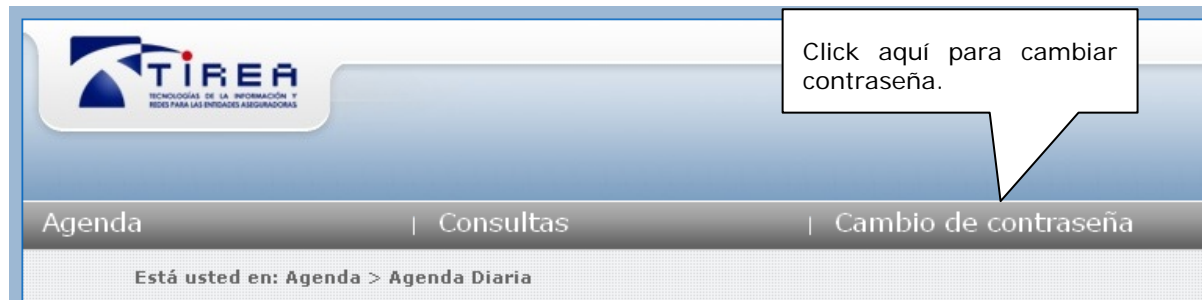 Click aquí para cambiar
contraseña.
TIREA
TECNOLOGÍAS DE LA INFORMACIÓN Y
REDES PARA LAS ENTIDADES ASEGURADORAS
Agenda | Consultas | Cambio de contraseña
Está usted en: Agenda > Agenda Diaria